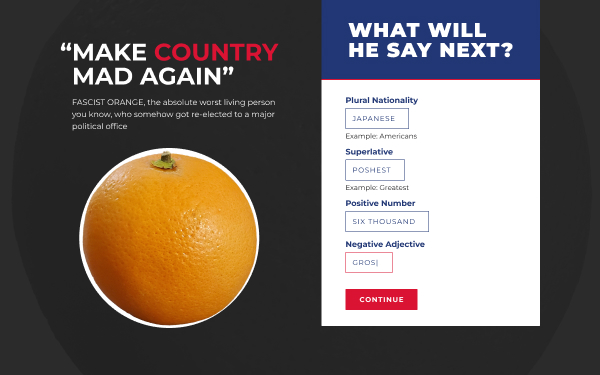 “MAKE COUNTRY
MAD AGAIN”
FASCIST ORANGE, the absolute worst living person
you know, who somehow got re-elected to a major
political office
WHAT WILL
HE SAY NEXT?
Plural Nationality
JAPANESE
Example: Americans
Superlative
POSHEST
Example: Greatest
Positive Number
SIX THOUSAND
Negative Adjective
GROS|
CONTINUE